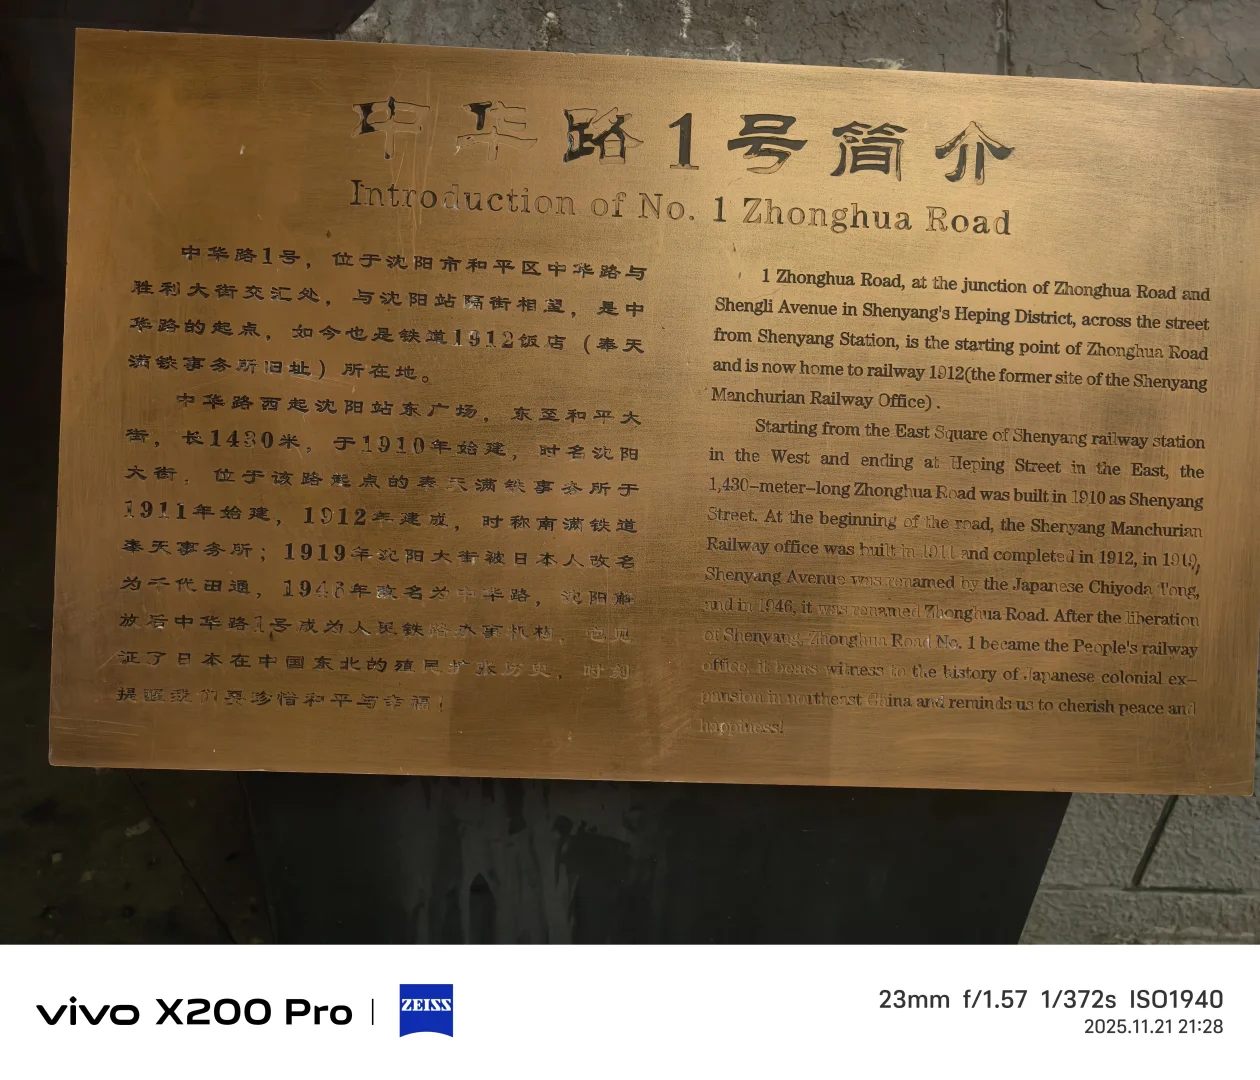 中华路1号简介
Introduction of No. 1 Zhonghua Road
中华路1号，位于沈阳市和平区中华路与
胜利大街交汇处，与沈阳站隔街相望，是中
华路的起点，如今也是铁道1912饭店（奉天
满铁事务所旧址）所在地。
中华路西起沈阳站东广场，东至和平大
街，长1430米，于1910年始建，时名沈阳
大街，位于该路起点的奉天满铁事务所于
1911年始建，1912年建成，时称南满铁道
奉天事务所；1919年沈阳大街被日本人改名
为千代田通，1946年改名为中华路，沈阳解
放后中华路1号成为人民铁路办事机构，也见
证了日本在中国东北的殖民扩张历史，时刻
提醒我们要珍惜和平与幸福！
1 Zhonghua Road, at the junction of Zhonghua Road and
Shengli Avenue in Shenyang's Heping District, across the street
from Shenyang Station, is the starting point of Zhonghua Road
and is now home to railway 1912(the former site of the Shenyang
Manchurian Railway Office) .
Starting from the East Square of Shenyang railway station
in the West and ending at Heping Street in the East, the
1,430-meter-long Zhonghua Road was built in 1910 as Shenyang
Street. At the beginning of the road, the Shenyang Manchurian
Railway office was built in 1911 and completed in 1912, in 1919,
Shenyang Avenue was renamed by the Japanese Chiyoda Tong,
and in 1946, it was renamed Zhonghua Road. After the liberation
of Shenyang, Zhonghua Road No. 1 became the People's railway
office, it bears witness to the history of Japanese colonial ex-
pansion in northeast China and reminds us to cherish peace and
happiness!
vivo X200 Pro | ZEISS
23mm f/1.57 1/372s ISO1940
2025.11.21 21:28